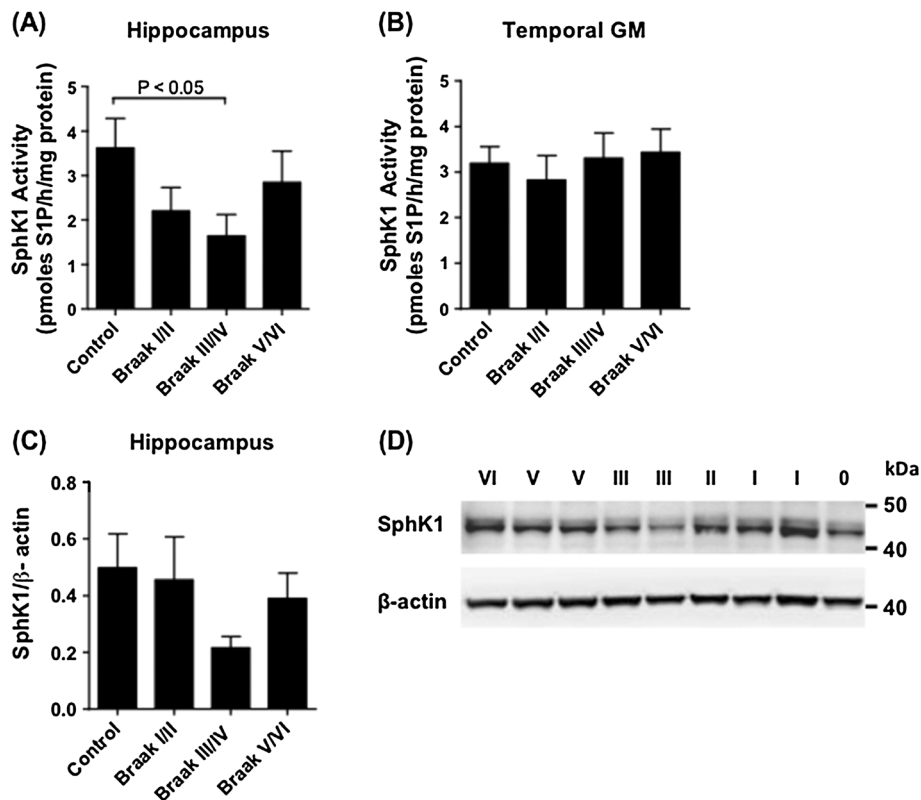 (A)
Hippocampus
SphK1 Activity
(pmoles S1P/h/mg protein)
5
4
3
2
1
0
P < 0.05
Control
Braak I/II
Braak III/IV
Braak V/VI
(B)
Temporal GM
SphK1 Activity
(pmoles S1P/h/mg protein)
5
4
3
2
1
0
Control
Braak I/II
Braak III/IV
Braak V/VI
(C)
Hippocampus
SphK1/β- actin
0.8
0.6
0.4
0.2
0.0
Control
Braak I/II
Braak III/IV
Braak V/VI
(D)
VI V V III III II I I 0 kDa
50
SphK1
40
β-actin 40